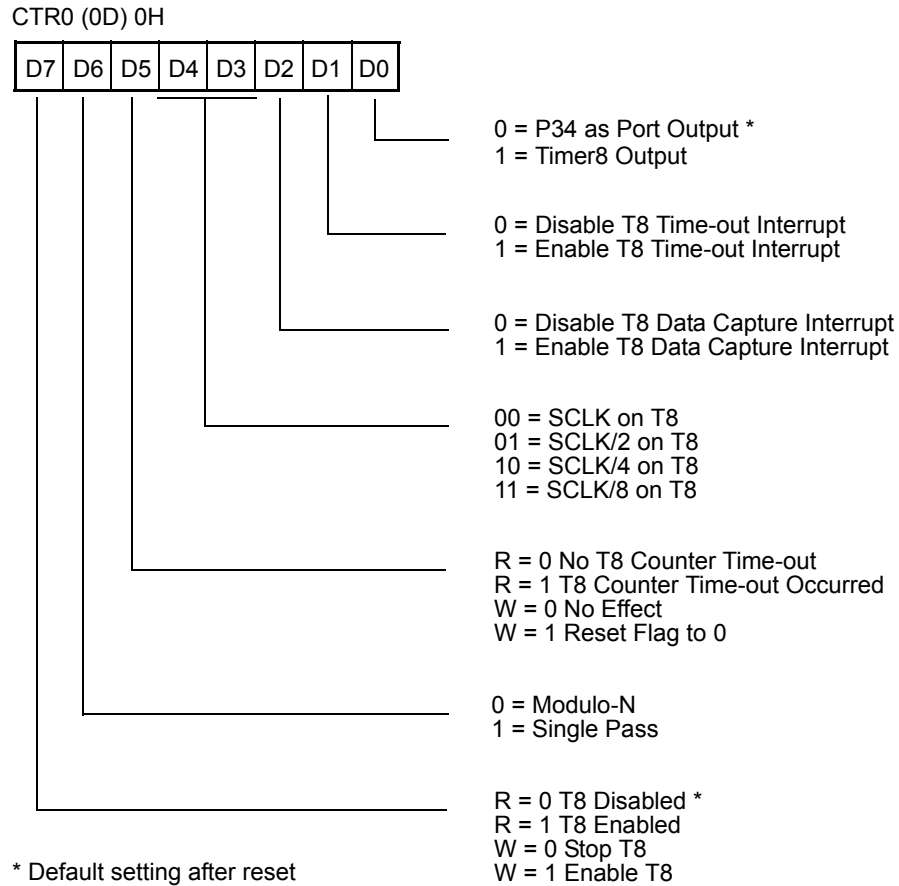 CTR0 (0D) 0H
D7 D6 D5 D4 D3 D2 D1 D0
0 = P34 as Port Output *
1 = Timer8 Output
0 = Disable T8 Time-out Interrupt
1 = Enable T8 Time-out Interrupt
0 = Disable T8 Data Capture Interrupt
1 = Enable T8 Data Capture Interrupt
00 = SCLK on T8
01 = SCLK/2 on T8
10 = SCLK/4 on T8
11 = SCLK/8 on T8
R = 0 No T8 Counter Time-out
R = 1 T8 Counter Time-out Occurred
W = 0 No Effect
W = 1 Reset Flag to 0
0 = Modulo-N
1 = Single Pass
R = 0 T8 Disabled *
R = 1 T8 Enabled
W = 0 Stop T8
W = 1 Enable T8
* Default setting after reset